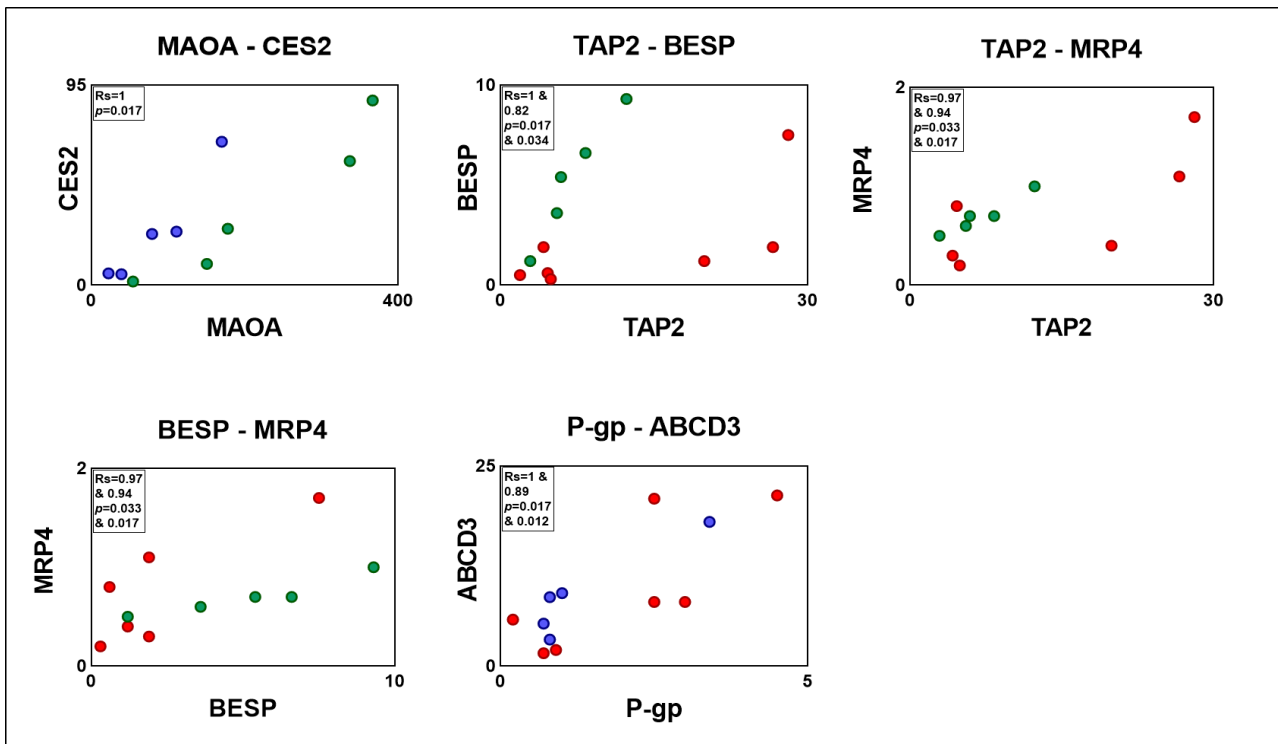 MAOA - CES2
95
Rs=1
p=0.017
CES2
0
0
400
MAOA
TAP2 - BESP
10
Rs=1 &
0.82
p=0.017
& 0.034
BESP
0
0
30
TAP2
TAP2 - MRP4
2
Rs=0.97
& 0.94
p=0.033
& 0.017
MRP4
0
0
30
TAP2
BESP - MRP4
2
Rs=0.97
& 0.94
p=0.033
& 0.017
MRP4
0
0
10
BESP
P-gp - ABCD3
25
Rs=1 &
0.89
p=0.017
& 0.012
ABCD3
0
0
5
P-gp